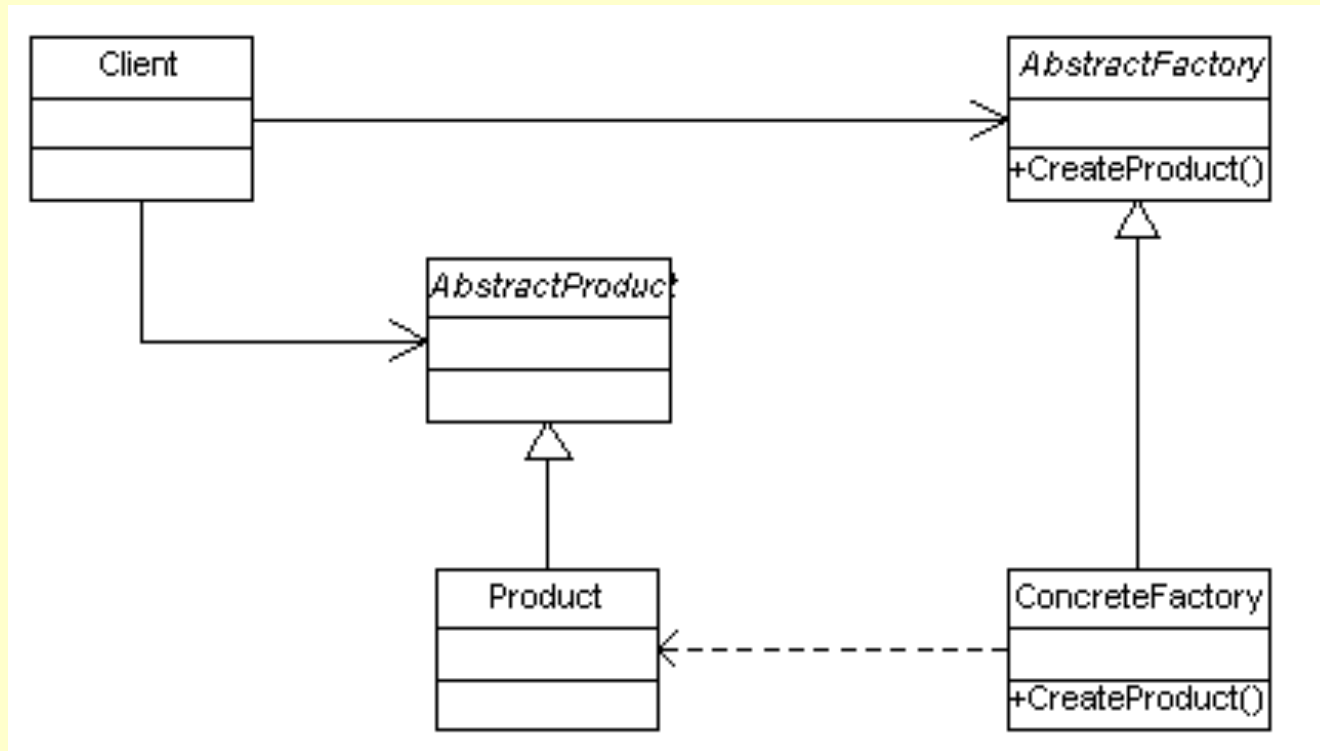 Client
AbstractFactory
+CreateProduct()
AbstractProduct
Product
ConcreteFactory
+CreateProduct()